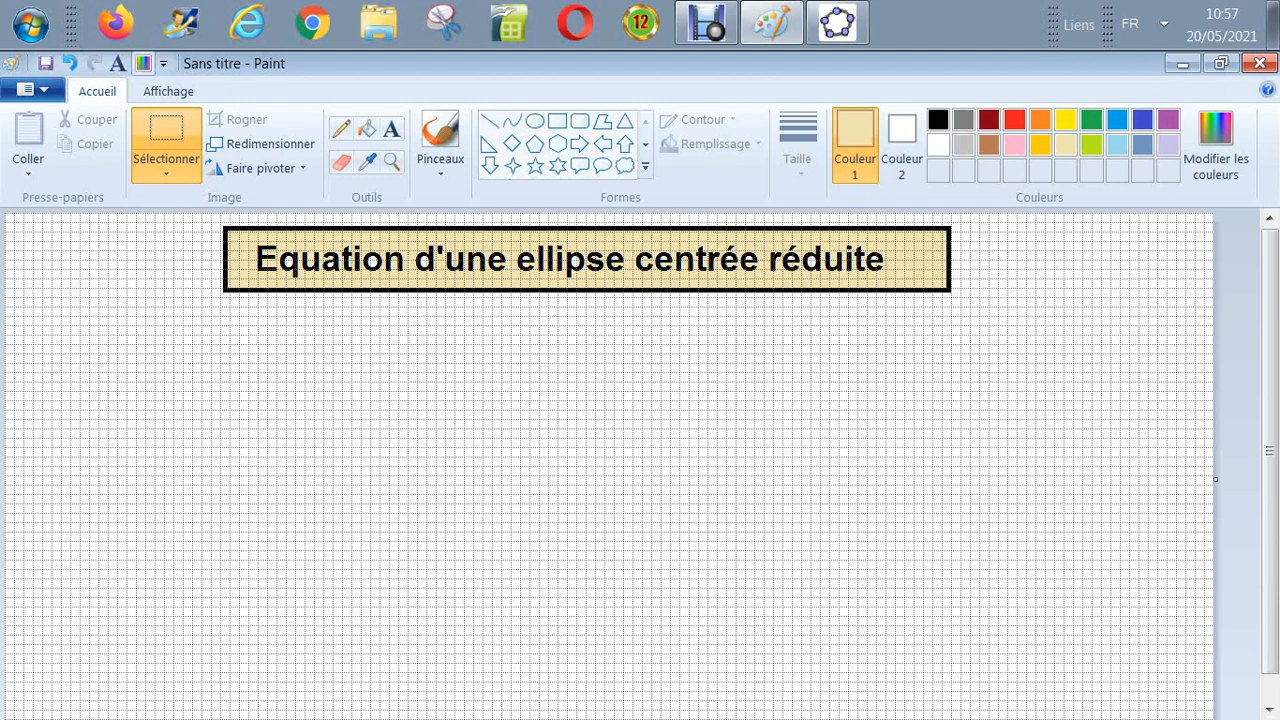 10:57
Liens FR
20/05/2021
12
Sans titre - Paint
Accueil Affichage
Couper Rogner Contour
Copier Redimensionner Remplissage
Coller Sélectionner Faire pivoter Pinceaux Taille Couleur 1 Couleur 2 Modifier les couleurs
Presse-papiers Image Outils Formes Couleurs
Equation d'une ellipse centrée réduite